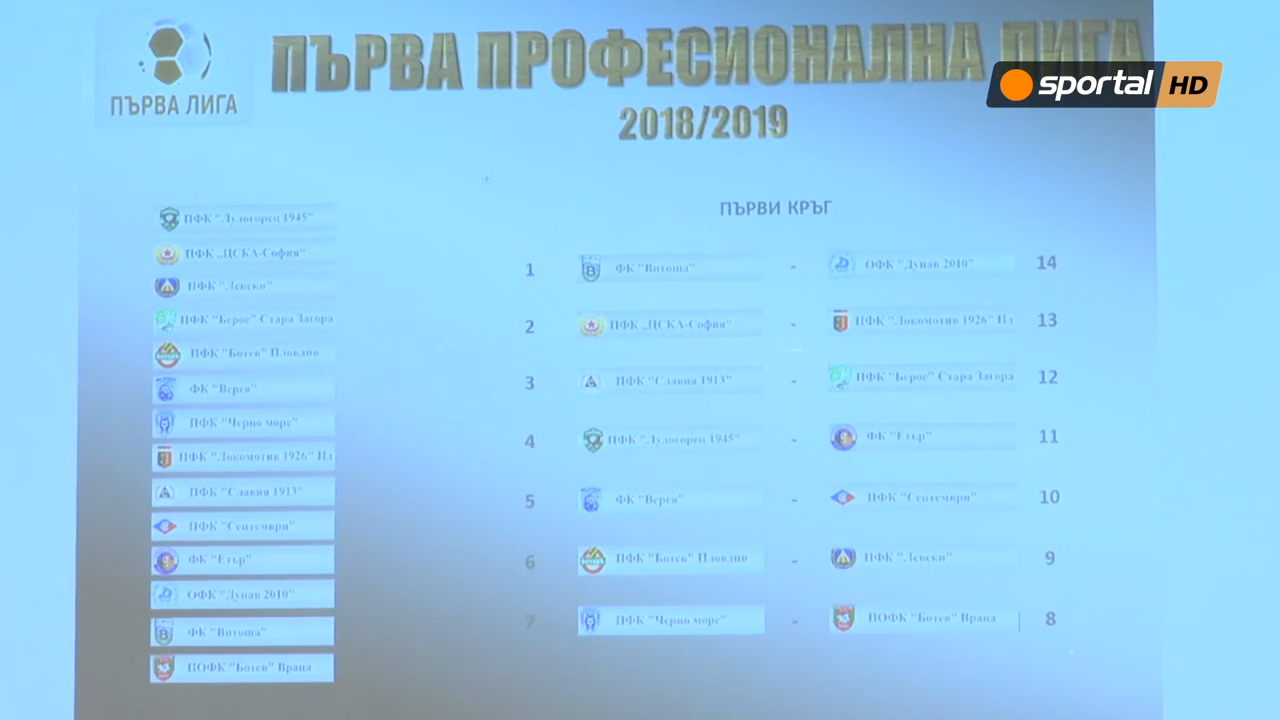 ПЪРВА ПРОФЕСИОНАЛНА ЛИГА
sportal HD
ПЪРВА ЛИГА
2018/2019
ПЪРВИ КРЪГ
ПФК "Лудогорец 1945"
ПФК „ЦСКА-София"
ПФК "Левски"
ПФК "Берое" Стара Загора
ПФК "Ботев" Пловдив
ФК "Верея"
ПФК "Черно море"
ПФК "Локомотив 1926" Пл
ПФК "Славия 1913"
ПФК "Септември"
ФК "Етър"
ОФК "Дунав 2010"
ФК "Витоша"
ПОФК "Ботев" Враца
1 ФК "Витоша" - ОФК "Дунав 2010" 14
2 ПФК „ЦСКА-София" - ПФК "Локомотив 1926" Пл 13
3 ПФК "Славия 1913" - ПФК "Берое" Стара Загора 12
4 ПФК "Лудогорец 1945" - ФК "Етър" 11
5 ФК "Верея" - ПФК "Септември" 10
6 ПФК "Ботев" Пловдив - ПФК "Левски" 9
7 ПФК "Черно море" - ПОФК "Ботев" Враца 8